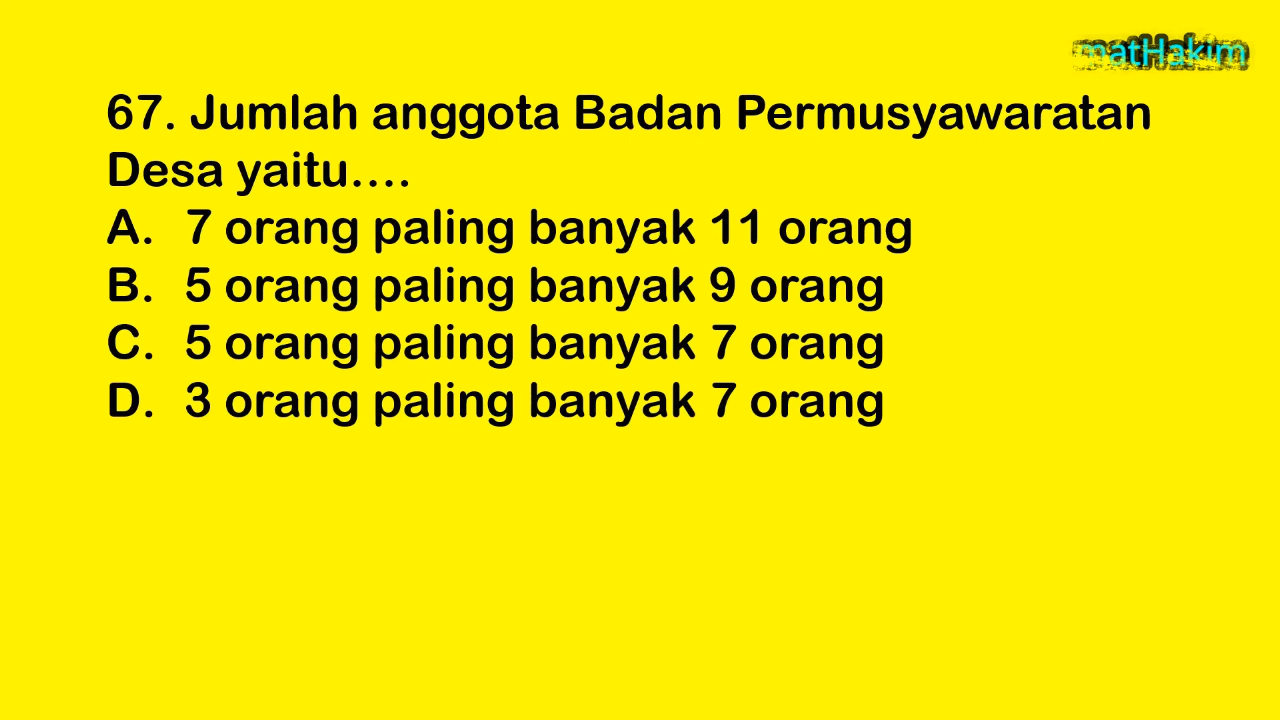 matHakim
67. Jumlah anggota Badan Permusyawaratan
Desa yaitu....
A. 7 orang paling banyak 11 orang
B. 5 orang paling banyak 9 orang
C. 5 orang paling banyak 7 orang
D. 3 orang paling banyak 7 orang